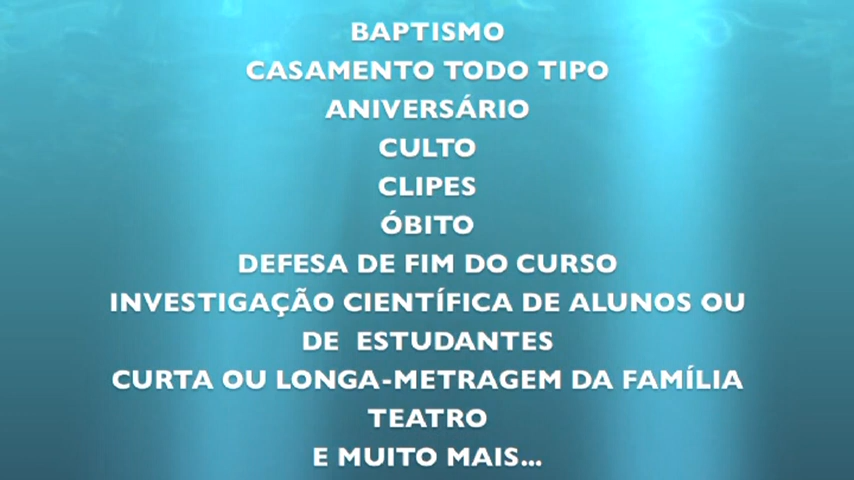 BAPTISMO
CASAMENTO TODO TIPO
ANIVERSÁRIO
CULTO
CLIPES
ÓBITO
DEFESA DE FIM DO CURSO
INVESTIGAÇÃO CIENTÍFICA DE ALUNOS OU
DE ESTUDANTES
CURTA OU LONGA-METRAGEM DA FAMÍLIA
TEATRO
E MUITO MAIS...